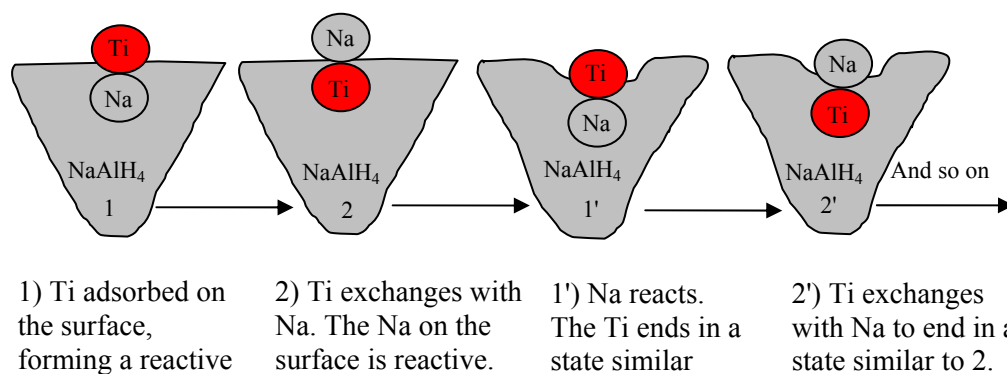 Ti
Na
NaAlH₄
1
Na
Ti
NaAlH₄
2
Ti
Na
NaAlH₄
1'
Na
Ti
NaAlH₄
2'
And so on
1) Ti adsorbed on
the surface,
forming a reactive
2) Ti exchanges with
Na. The Na on the
surface is reactive.
1') Na reacts.
The Ti ends in a
state similar
2') Ti exchanges
with Na to end in a
state similar to 2.